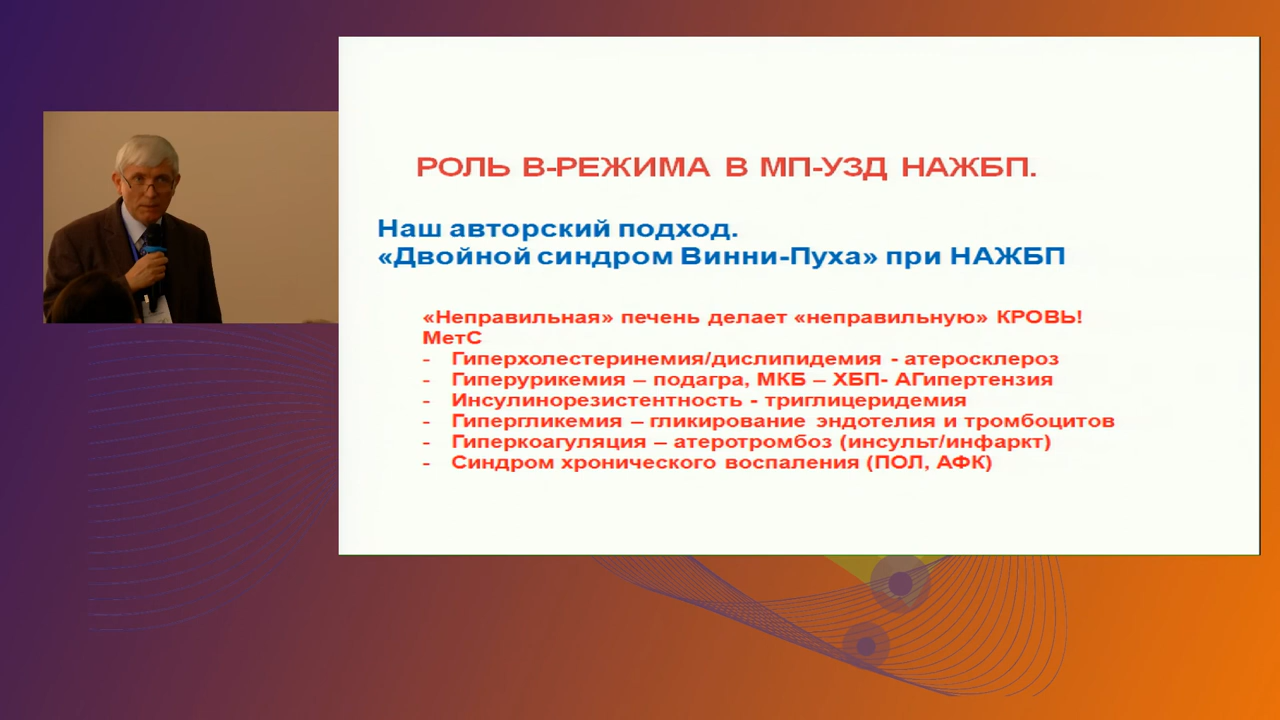 РОЛЬ В-РЕЖИМА В МП-УЗД НАЖБП.
Наш авторский подход.
«Двойной синдром Винни-Пуха» при НАЖБП
«Неправильная» печень делает «неправильную» КРОВЬ!
МетС
- Гиперхолестеринемия/дислипидемия - атеросклероз
- Гиперурикемия – подагра, МКБ – ХБП- АГипертензия
- Инсулинорезистентность - триглицеридемия
- Гипергликемия – гликирование эндотелия и тромбоцитов
- Гиперкоагуляция – атеротромбоз (инсульт/инфаркт)
- Синдром хронического воспаления (ПОЛ, АФК)